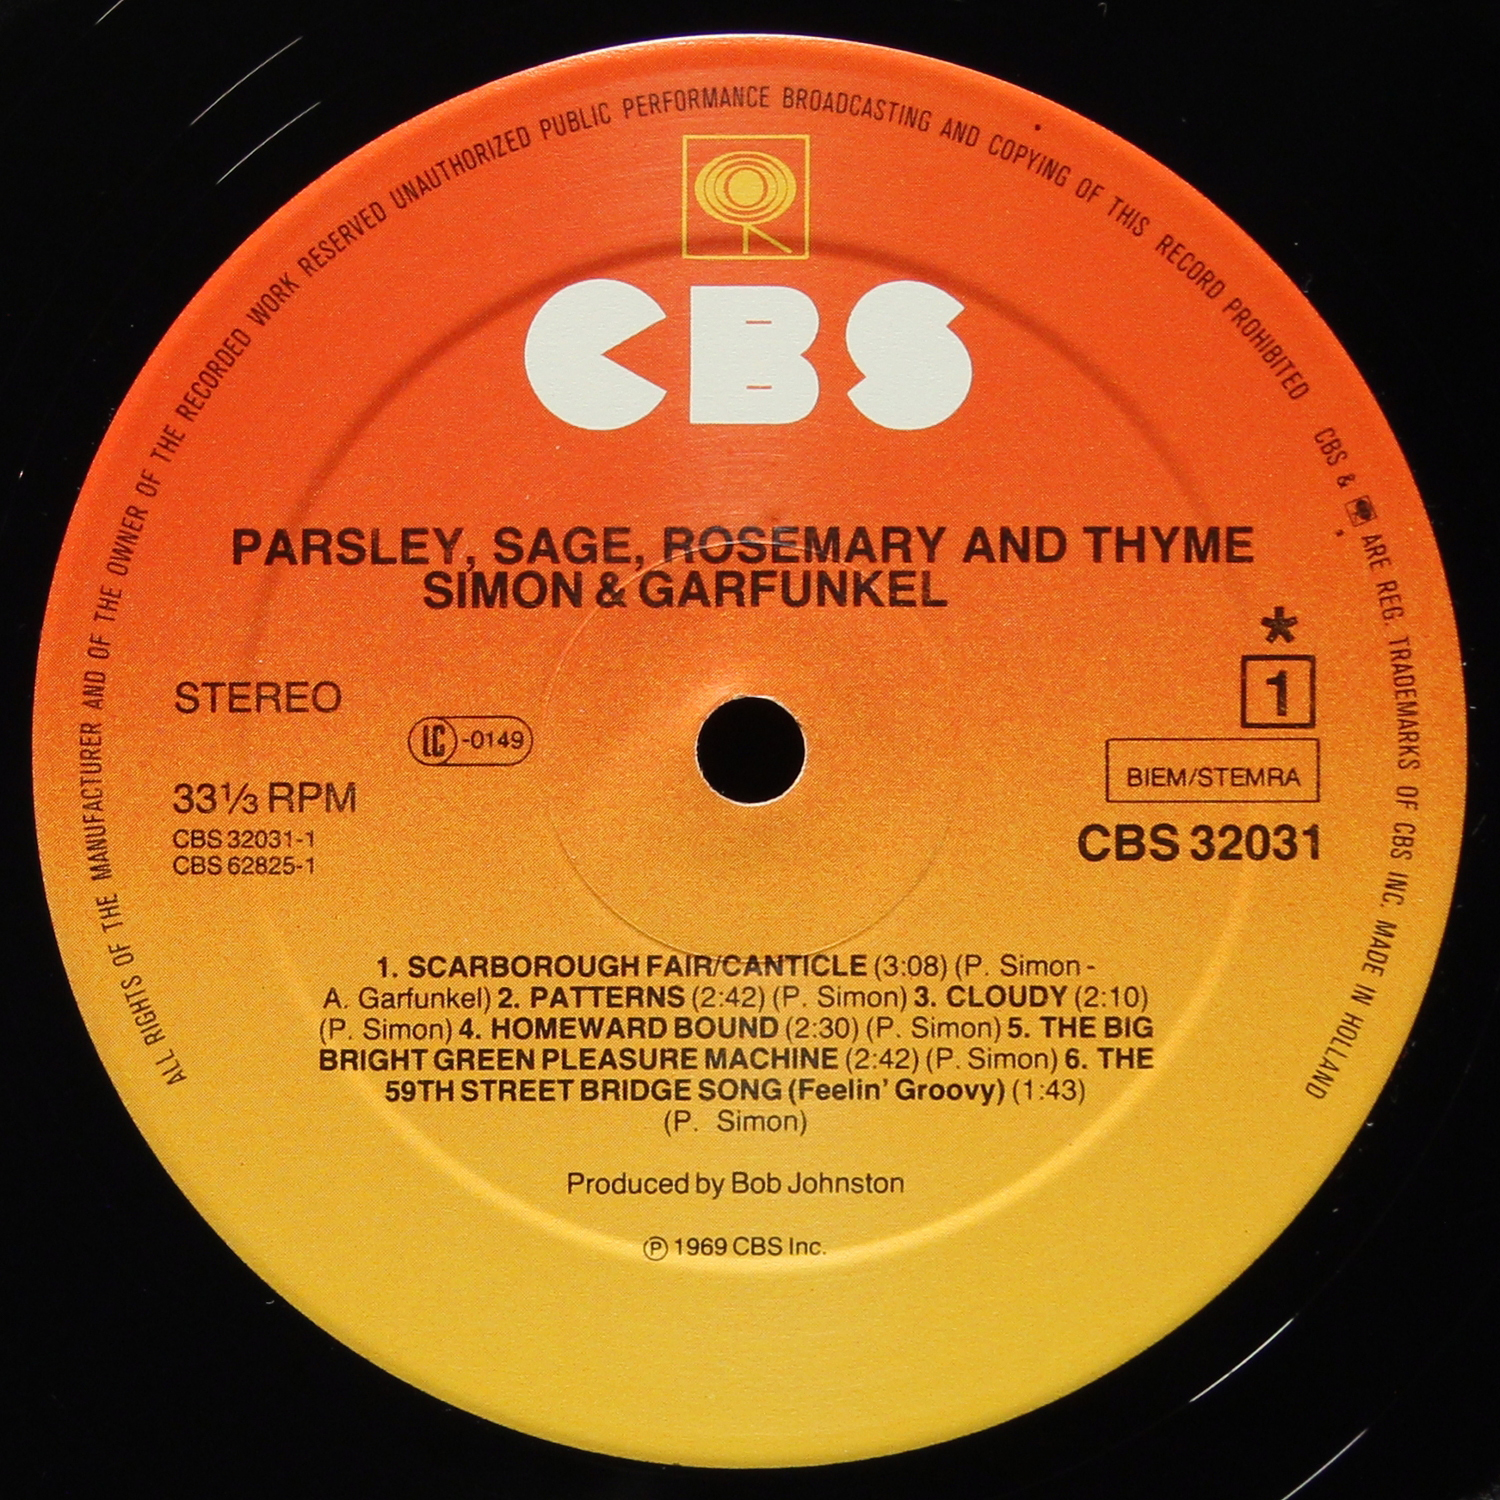 ALL RIGHTS OF THE MANUFACTURER AND OF THE OWNER OF THE RECORDED WORK RESERVED UNAUTHORIZED PUBLIC PERFORMANCE BROADCASTING AND COPYING OF THIS RECORD PROHIBITED CBS & ARE REG. TRADEMARKS OF CBS INC. MADE IN HOLLAND
CBS
PARSLEY, SAGE, ROSEMARY AND THYME
SIMON & GARFUNKEL
*
STEREO
1
LC-0149
BIEM/STEMRA
33⅓ RPM
CBS 32031-1
CBS 62825-1
CBS 32031
1. SCARBOROUGH FAIR/CANTICLE (3:08) (P. Simon -
A. Garfunkel) 2. PATTERNS (2:42) (P. Simon) 3. CLOUDY (2:10)
(P. Simon) 4. HOMEWARD BOUND (2:30) (P. Simon) 5. THE BIG
BRIGHT GREEN PLEASURE MACHINE (2:42) (P. Simon) 6. THE
59TH STREET BRIDGE SONG (Feelin' Groovy) (1:43)
(P. Simon)
Produced by Bob Johnston
℗ 1969 CBS Inc.